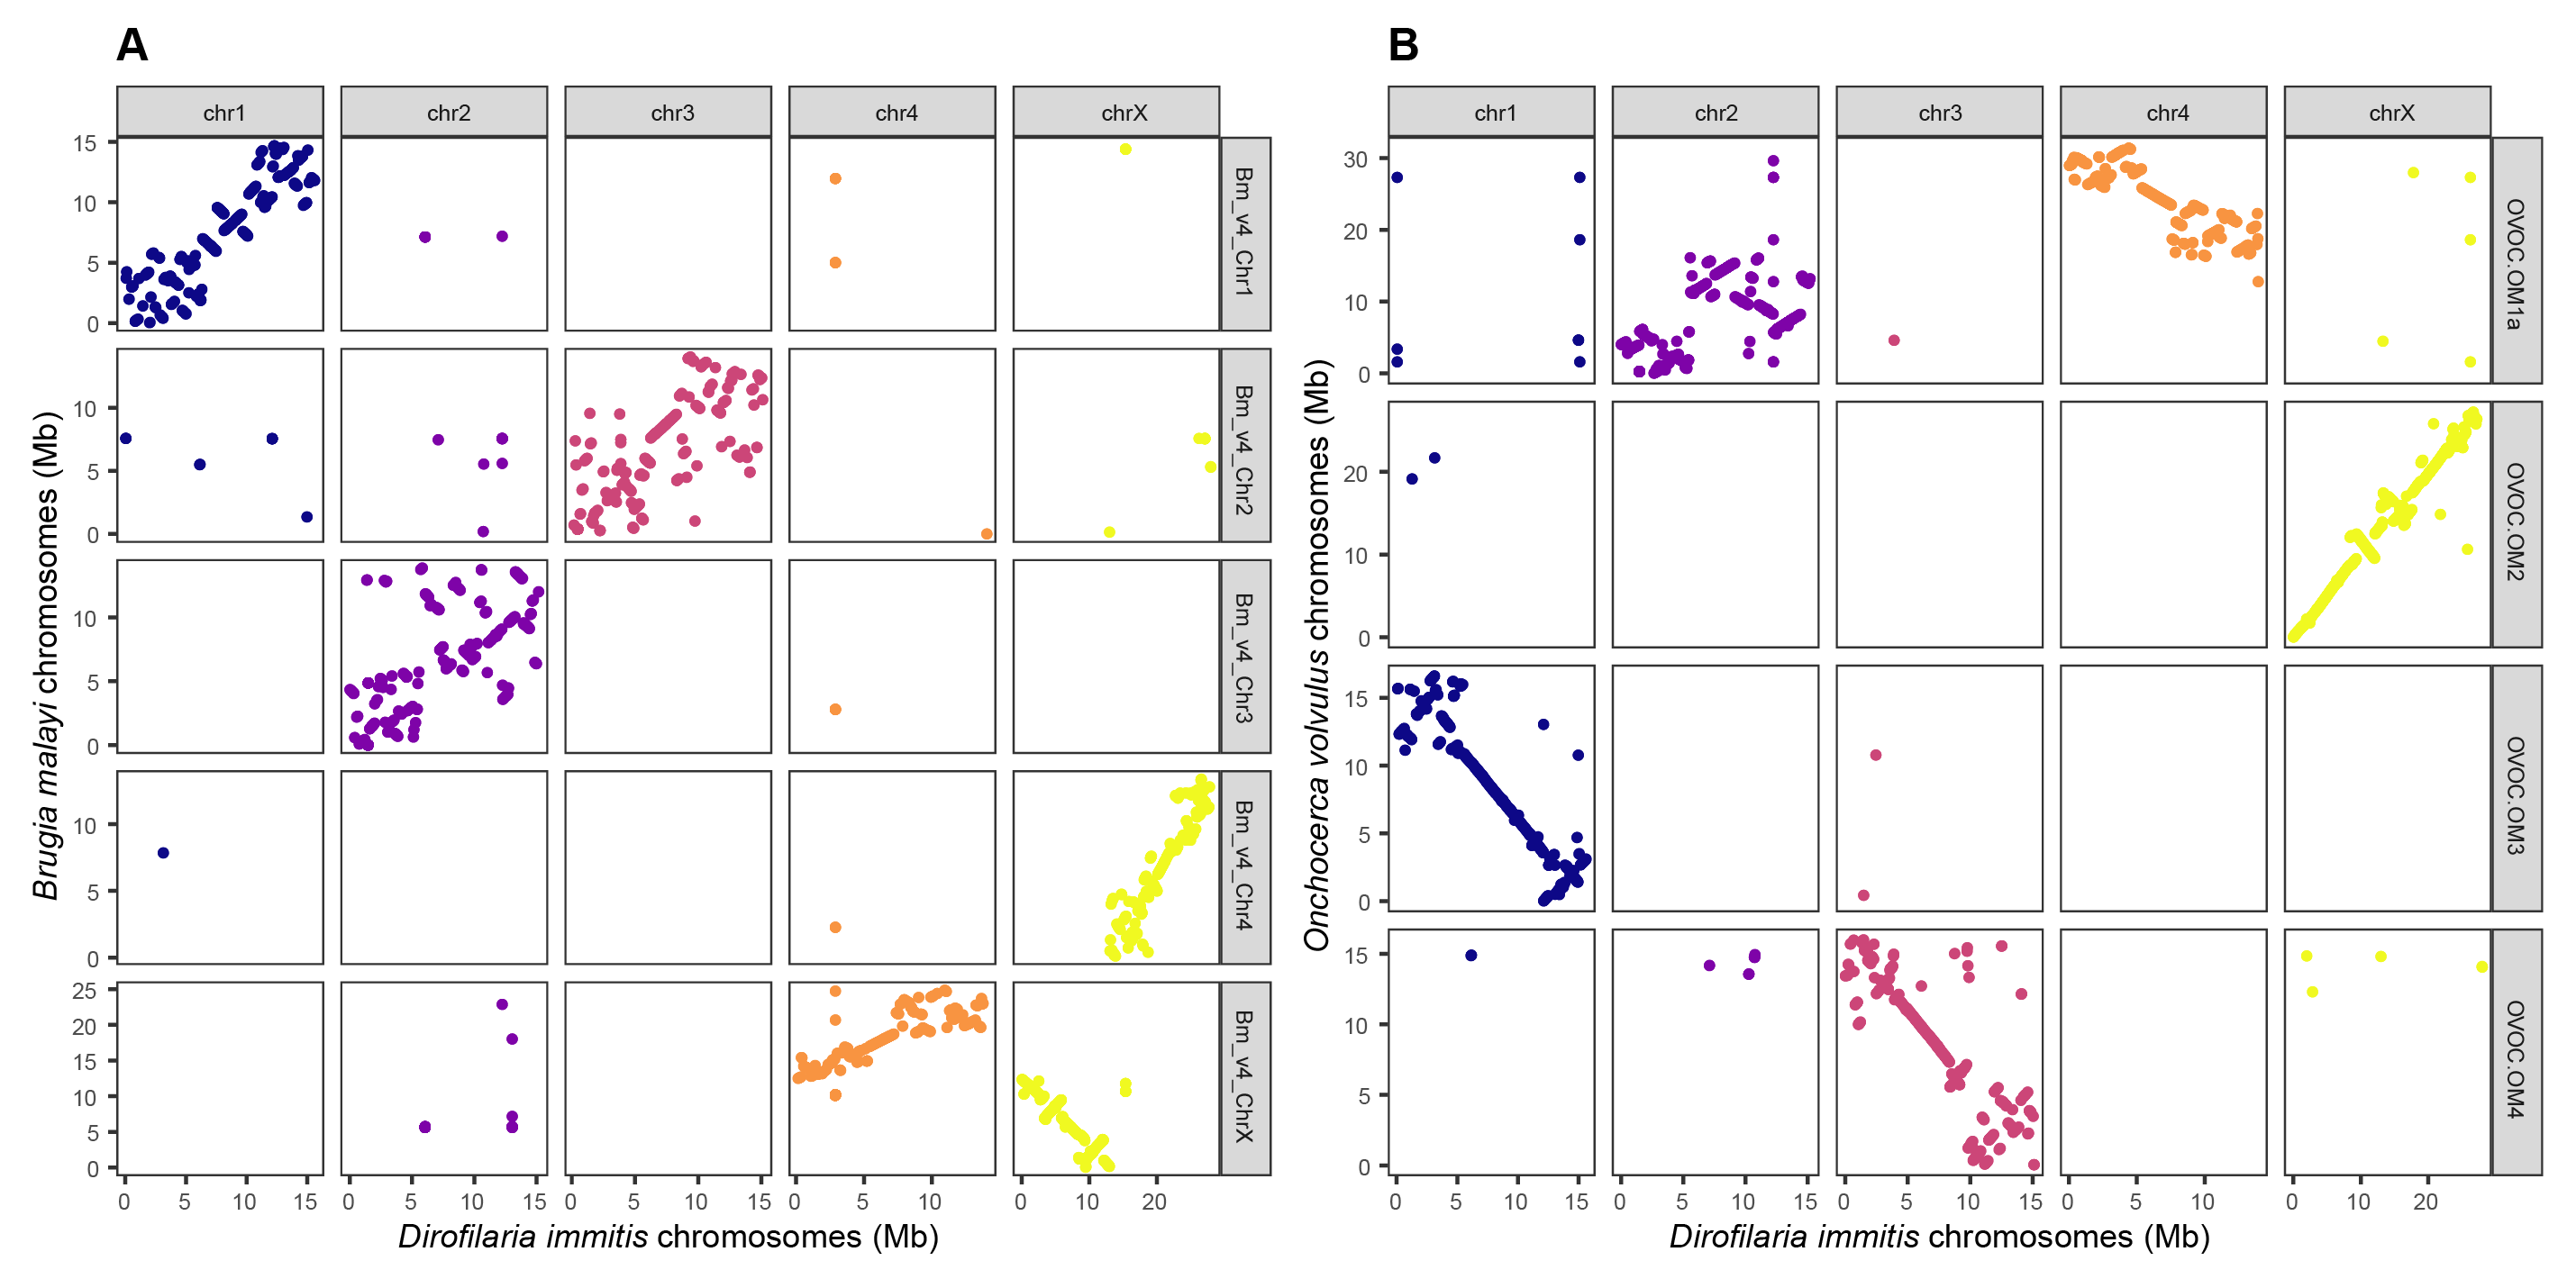 A
chr1 chr2 chr3 chr4 chrX
15
10
5
0
Bm_v4_Chr1
10
5
0
Bm_v4_Chr2
10
5
0
Bm_v4_Chr3
10
5
0
Bm_v4_Chr4
25
20
15
10
5
0
Bm_v4_ChrX
0 5 10 15 0 5 10 15 0 5 10 15 0 5 10 0 10 20
Brugia malayi chromosomes (Mb)
Dirofilaria immitis chromosomes (Mb)
B
chr1 chr2 chr3 chr4 chrX
30
20
10
0
OVOC.OM1a
20
10
0
OVOC.OM2
15
10
5
0
OVOC.OM3
15
10
5
0
OVOC.OM4
0 5 10 15 0 5 10 15 0 5 10 15 0 5 10 0 10 20
Onchocerca volvulus chromosomes (Mb)
Dirofilaria immitis chromosomes (Mb)